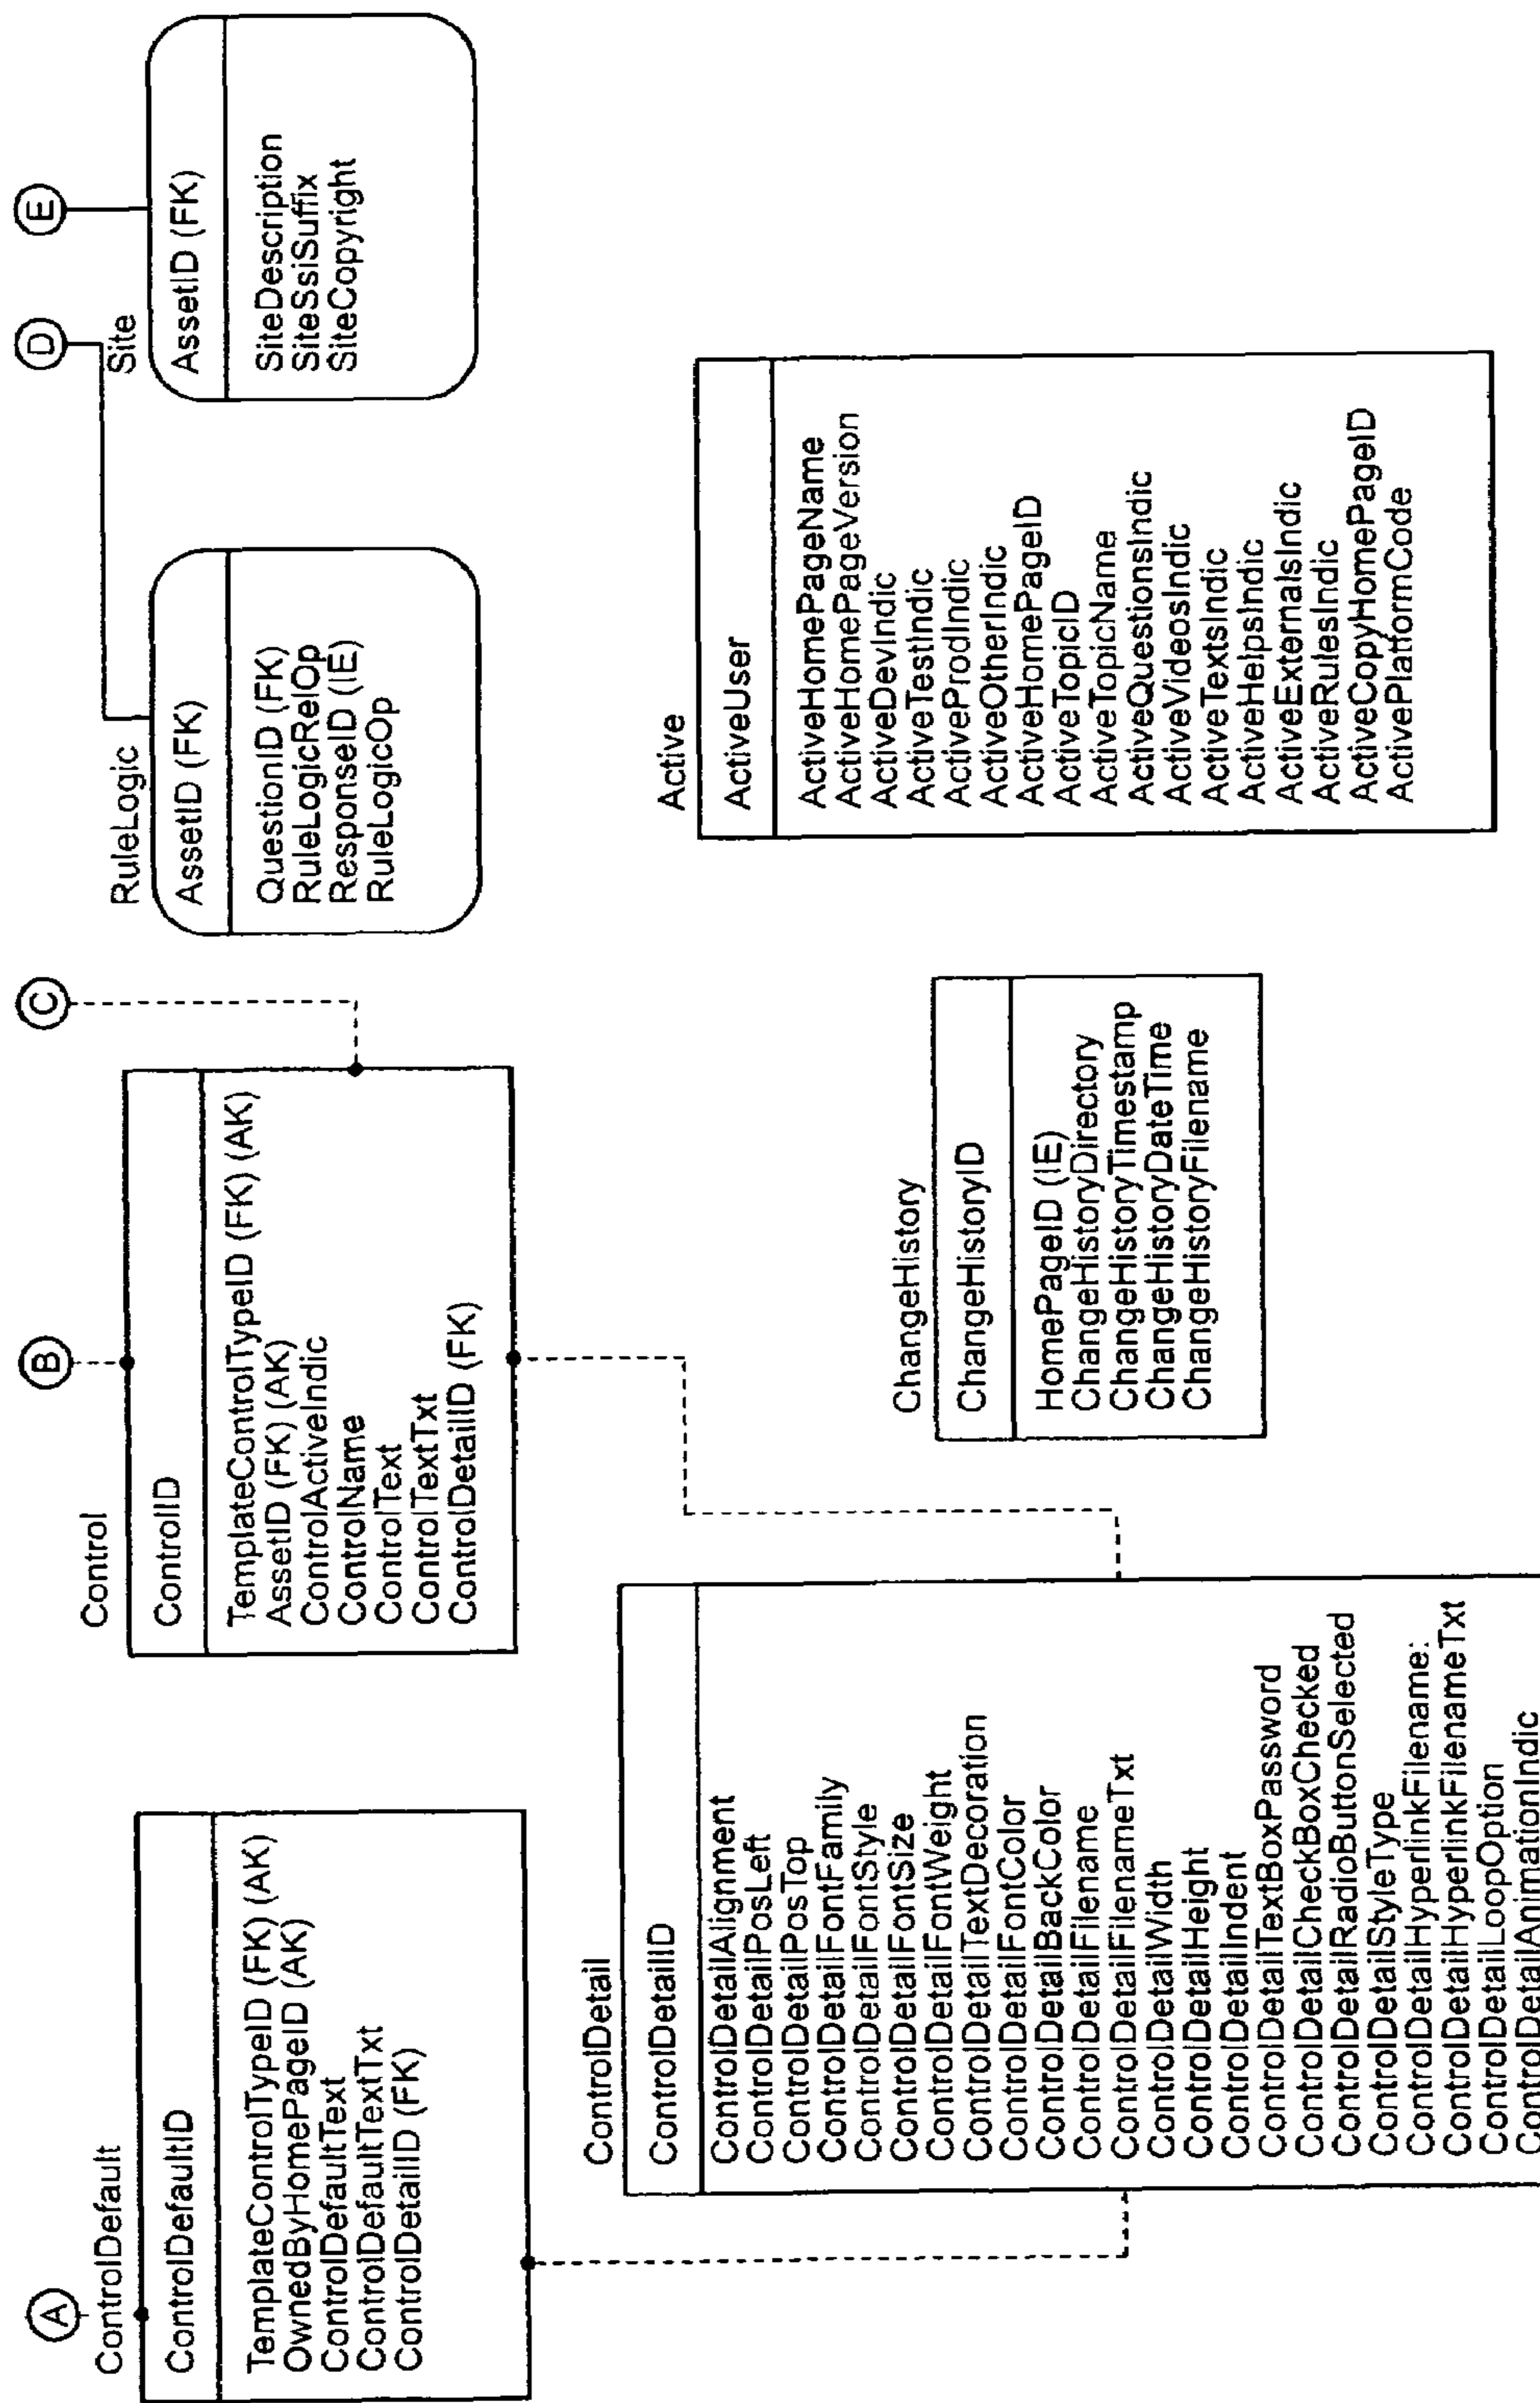 A
ControlDefault
ControlDefaultID
TemplateControlTypeID (FK) (AK)
OwnedByHomePageID (AK)
ControlDefaultText
ControlDefaultTextTxt
ControlDetailID (FK)
B
Control
ControlID
TemplateControlTypeID (FK) (AK)
AssetID (FK) (AK)
ControlActiveIndic
ControlName
ControlText
ControlTextTxt
ControlDetailID (FK)
C
RuleLogic
AssetID (FK)
QuestionID (FK)
RuleLogicRelOp
ResponseID (IE)
RuleLogicOp
D
Site
E
AssetID (FK)
SiteDescription
SiteSsiSuffix
SiteCopyright
ControlDetail
ControlDetailID
ControlDetailAlignment
ControlDetailPosLeft
ControlDetailPosTop
ControlDetailFontFamily
ControlDetailFontStyle
ControlDetailFontSize
ControlDetailFontWeight
ControlDetailTextDecoration
ControlDetailFontColor
ControlDetailBackColor
ControlDetailFilename
ControlDetailFilenameTxt
ControlDetailWidth
ControlDetailHeight
ControlDetailIndent
ControlDetailTextBoxPassword
ControlDetailCheckBoxChecked
ControlDetailRadioButtonSelected
ControlDetailStyleType
ControlDetailHyperlinkFilename:
ControlDetailHyperlinkFilenameTxt
ControlDetailLoopOption
ControlDetailAnimationIndic
ChangeHistory
ChangeHistoryID
HomePageID (IE)
ChangeHistoryDirectory
ChangeHistoryTimestamp
ChangeHistoryDateTime
ChangeHistoryFilename
Active
ActiveUser
ActiveHomePageName
ActiveHomePageVersion
ActiveDevIndic
ActiveTestIndic
ActiveProdIndic
ActiveOtherIndic
ActiveHomePageID
ActiveTopicID
ActiveTopicName
ActiveQuestionsIndic
ActiveVideosIndic
ActiveTextsIndic
ActiveHelpsIndic
ActiveExternalsIndic
ActiveRulesIndic
ActiveCopyHomePageID
ActivePlatformCode